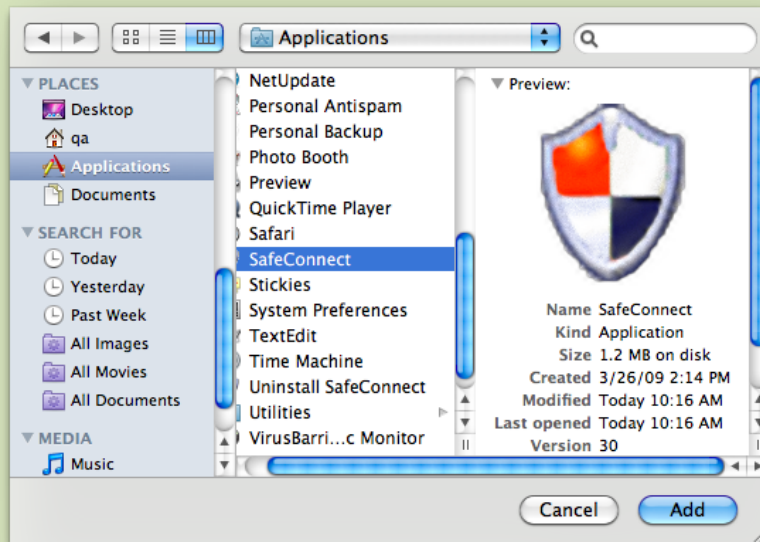 Applications
PLACES
Desktop
qa
Applications
Documents
SEARCH FOR
Today
Yesterday
Past Week
All Images
All Movies
All Documents
MEDIA
Music
NetUpdate
Personal Antispam
Personal Backup
Photo Booth
Preview
QuickTime Player
Safari
SafeConnect
Stickies
System Preferences
TextEdit
Time Machine
Uninstall SafeConnect
Utilities
VirusBarri...c Monitor
Preview:
Name SafeConnect
Kind Application
Size 1.2 MB on disk
Created 3/26/09 2:14 PM
Modified Today 10:16 AM
Last opened Today 10:16 AM
Version 30
Cancel
Add